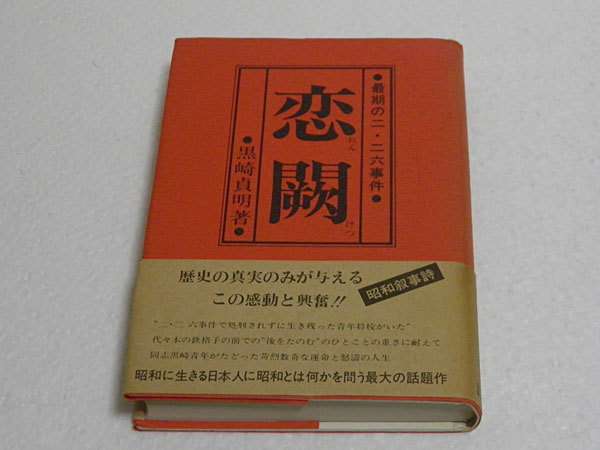 ●最期の二・二六事件●
恋闕
れんけつ
●黒崎貞明著●
歴史の真実のみが与える
この感動と興奮!!
昭和叙事詩
"二・二六事件で処刑されずに生き残った青年将校がいた"
代々木の鉄格子の前での"後をたのむ"のひとことの重さに耐えて
同志黒崎青年がたどった苛烈数奇な運命と怒濤の人生
昭和に生きる日本人に昭和とは何かを問う最大の話題作